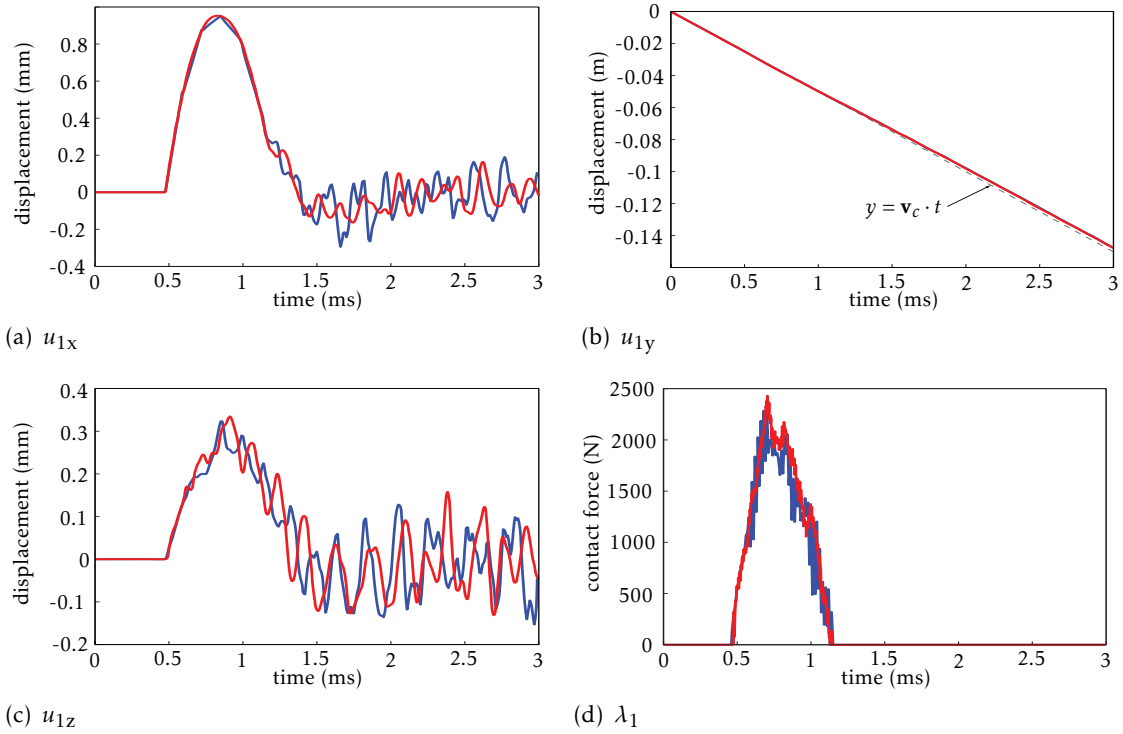 0.8
0.6
0.4
0.2
0
-0.2
-0.4
displacement (mm)
0 0.5 1 1.5 2 2.5 3
time (ms)
(a) u1x
0
-0.02
-0.04
-0.06
-0.08
-0.1
-0.12
-0.14
displacement (m)
y = vc · t
0 0.5 1 1.5 2 2.5 3
time (ms)
(b) u1y
0.4
0.3
0.2
0.1
0
-0.1
-0.2
displacement (mm)
0 0.5 1 1.5 2 2.5 3
time (ms)
(c) u1z
2500
2000
1500
1000
500
0
contact force (N)
0 0.5 1 1.5 2 2.5 3
time (ms)
(d) λ1